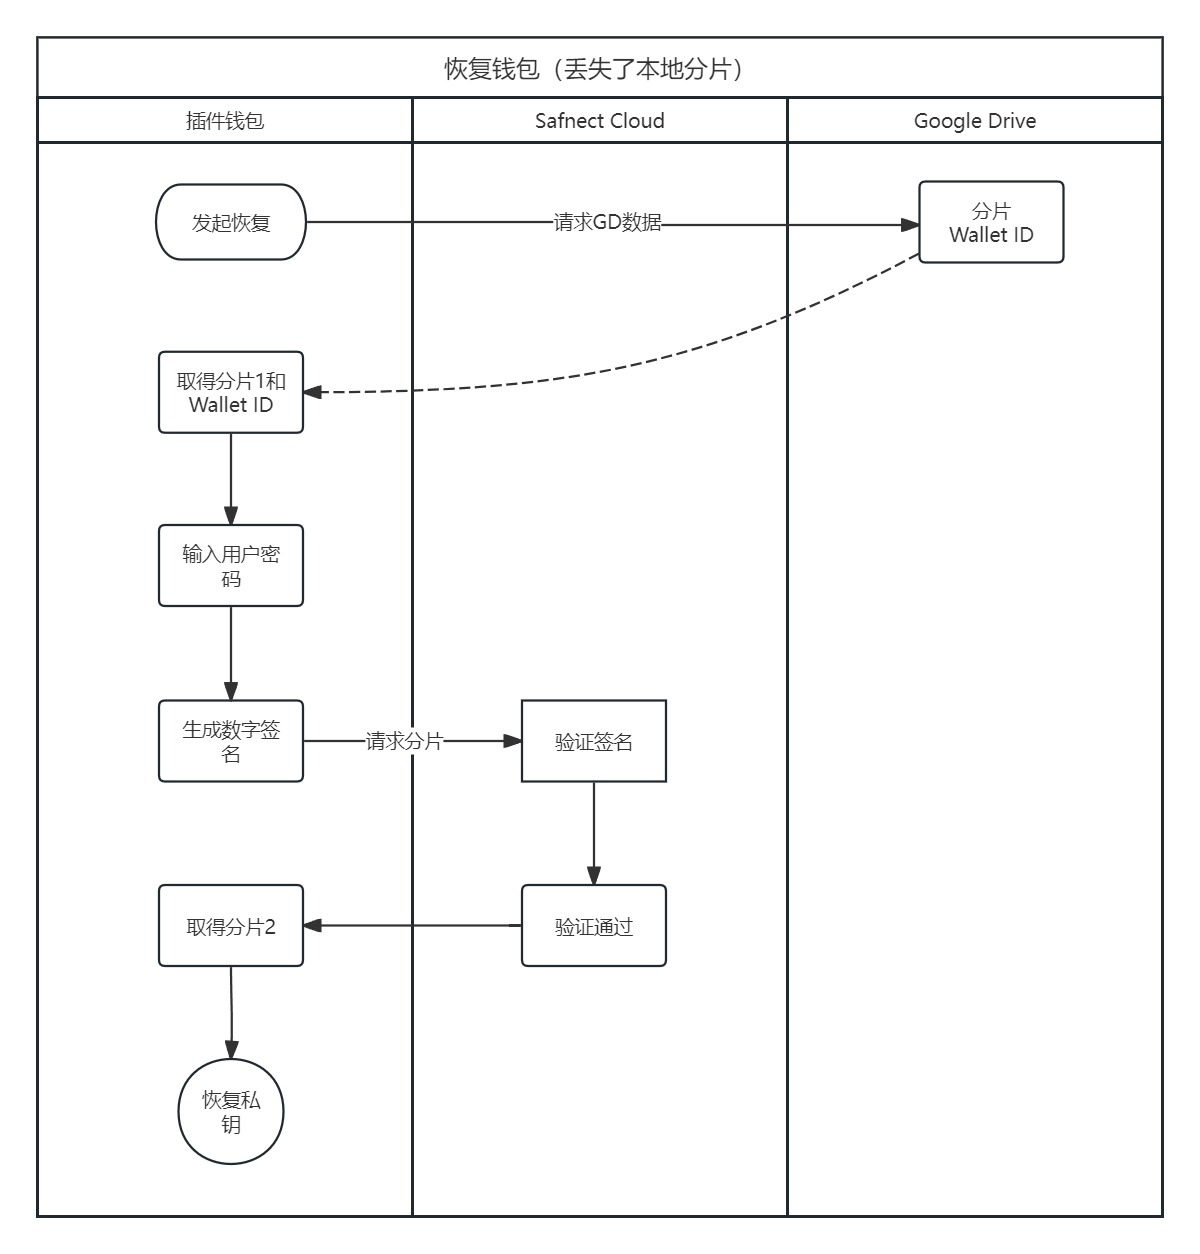 恢复钱包（丢失了本地分片）
插件钱包
Safnect Cloud
Google Drive
发起恢复
请求GD数据
分片
Wallet ID
取得分片1和
Wallet ID
输入用户密
码
生成数字签
名
请求分片
验证签名
取得分片2
验证通过
恢复私
钥